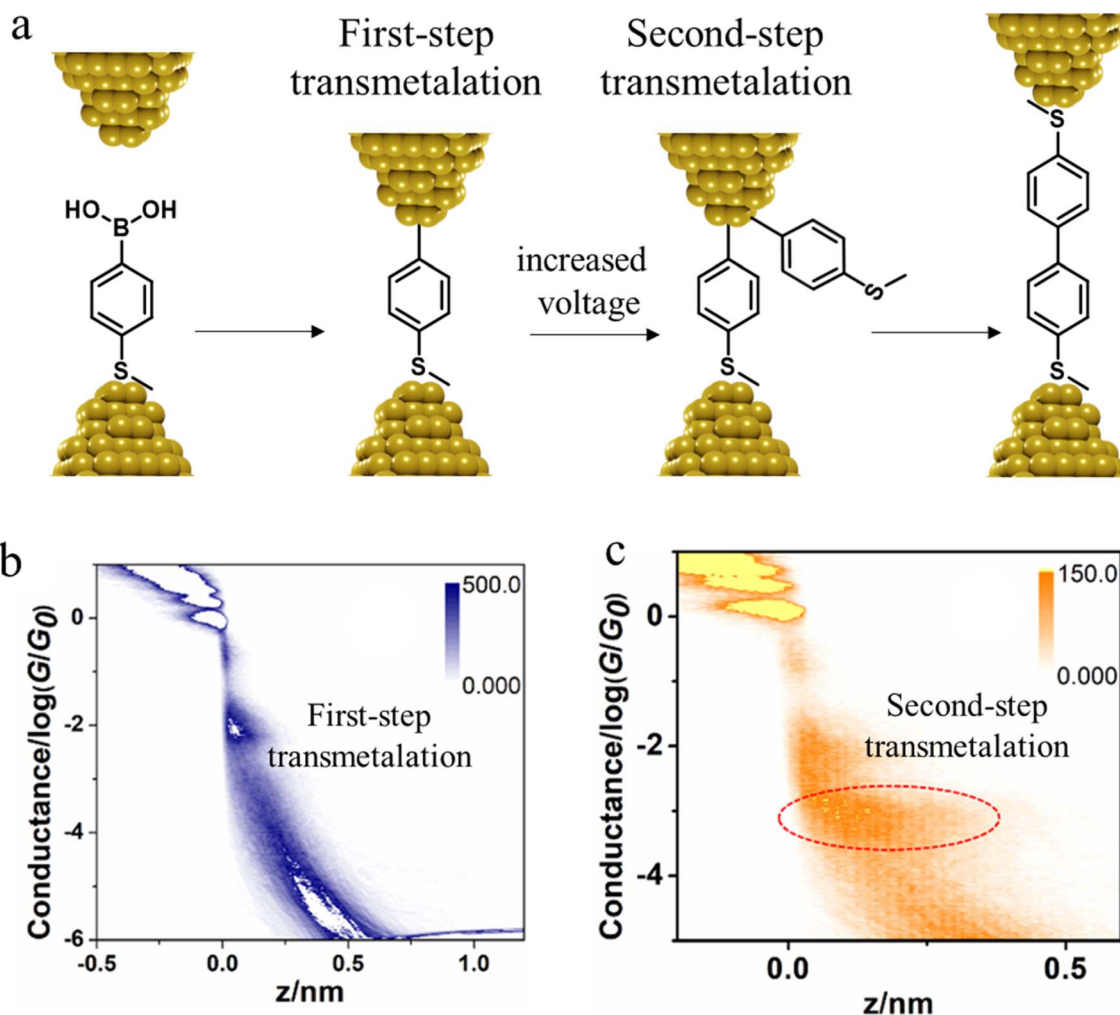 a
First-step
transmetalation
Second-step
transmetalation
HO
OH
B
S
increased
voltage
S
S
S
S
S
b
Conductance/log(G/G0)
0
-2
-4
-6
-0.5
0.0
0.5
1.0
z/nm
500.0
0.000
First-step
transmetalation
c
Conductance/log(G/G0)
0
-2
-4
0.0
0.5
z/nm
150.0
0.000
Second-step
transmetalation